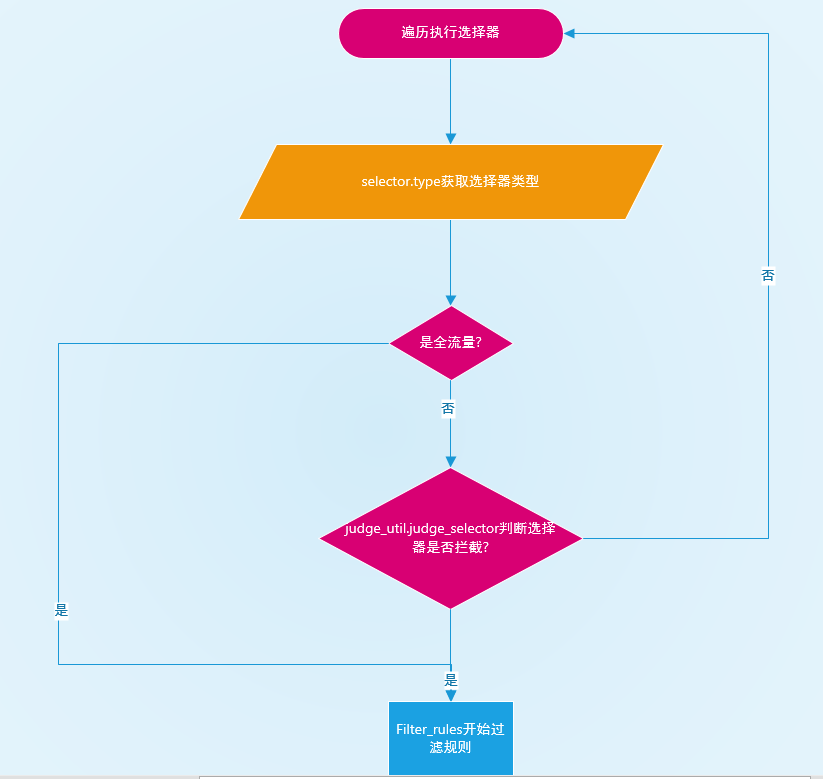 遍历执行选择器
selector.type获取选择器类型
否
是全流量?
否
judge_util.judge_selector判断选择
器是否拦截?
是
是
Filter_rules开始过
滤规则